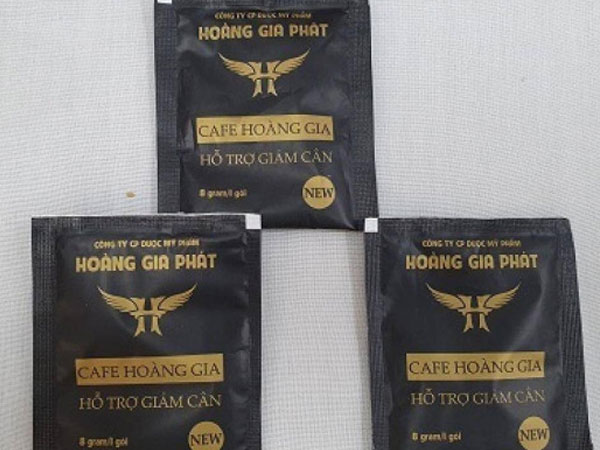 CÔNG TY CP DƯỢC MỸ PHẨM
HOÀNG GIA PHÁT
CAFE HOÀNG GIA
HỖ TRỢ GIẢM CÂN
8 gram/1 gói
NEW
CÔNG TY CP DƯỢC MỸ PHẨM
HOÀNG GIA PHÁT
CAFE HOÀNG GIA
HỖ TRỢ GIẢM CÂN
8 gram/1 gói
NEW
CÔNG TY CP DƯỢC MỸ PHẨM
HOÀNG GIA PHÁT
CAFE HOÀNG GIA
HỖ TRỢ GIẢM CÂN
8 gram/1 gói
NEW